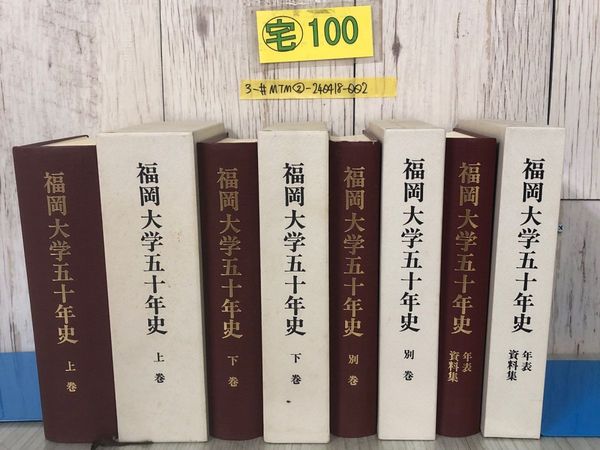 宅100
3-#MTM②-240418-002
福岡大学五十年史 上巻
福岡大学五十年史 上巻
福岡大学五十年史 下巻
福岡大学五十年史 下巻
福岡大学五十年史 別巻
福岡大学五十年史 別巻
福岡大学五十年史 年表
資料集
福岡大学五十年史 年表
資料集